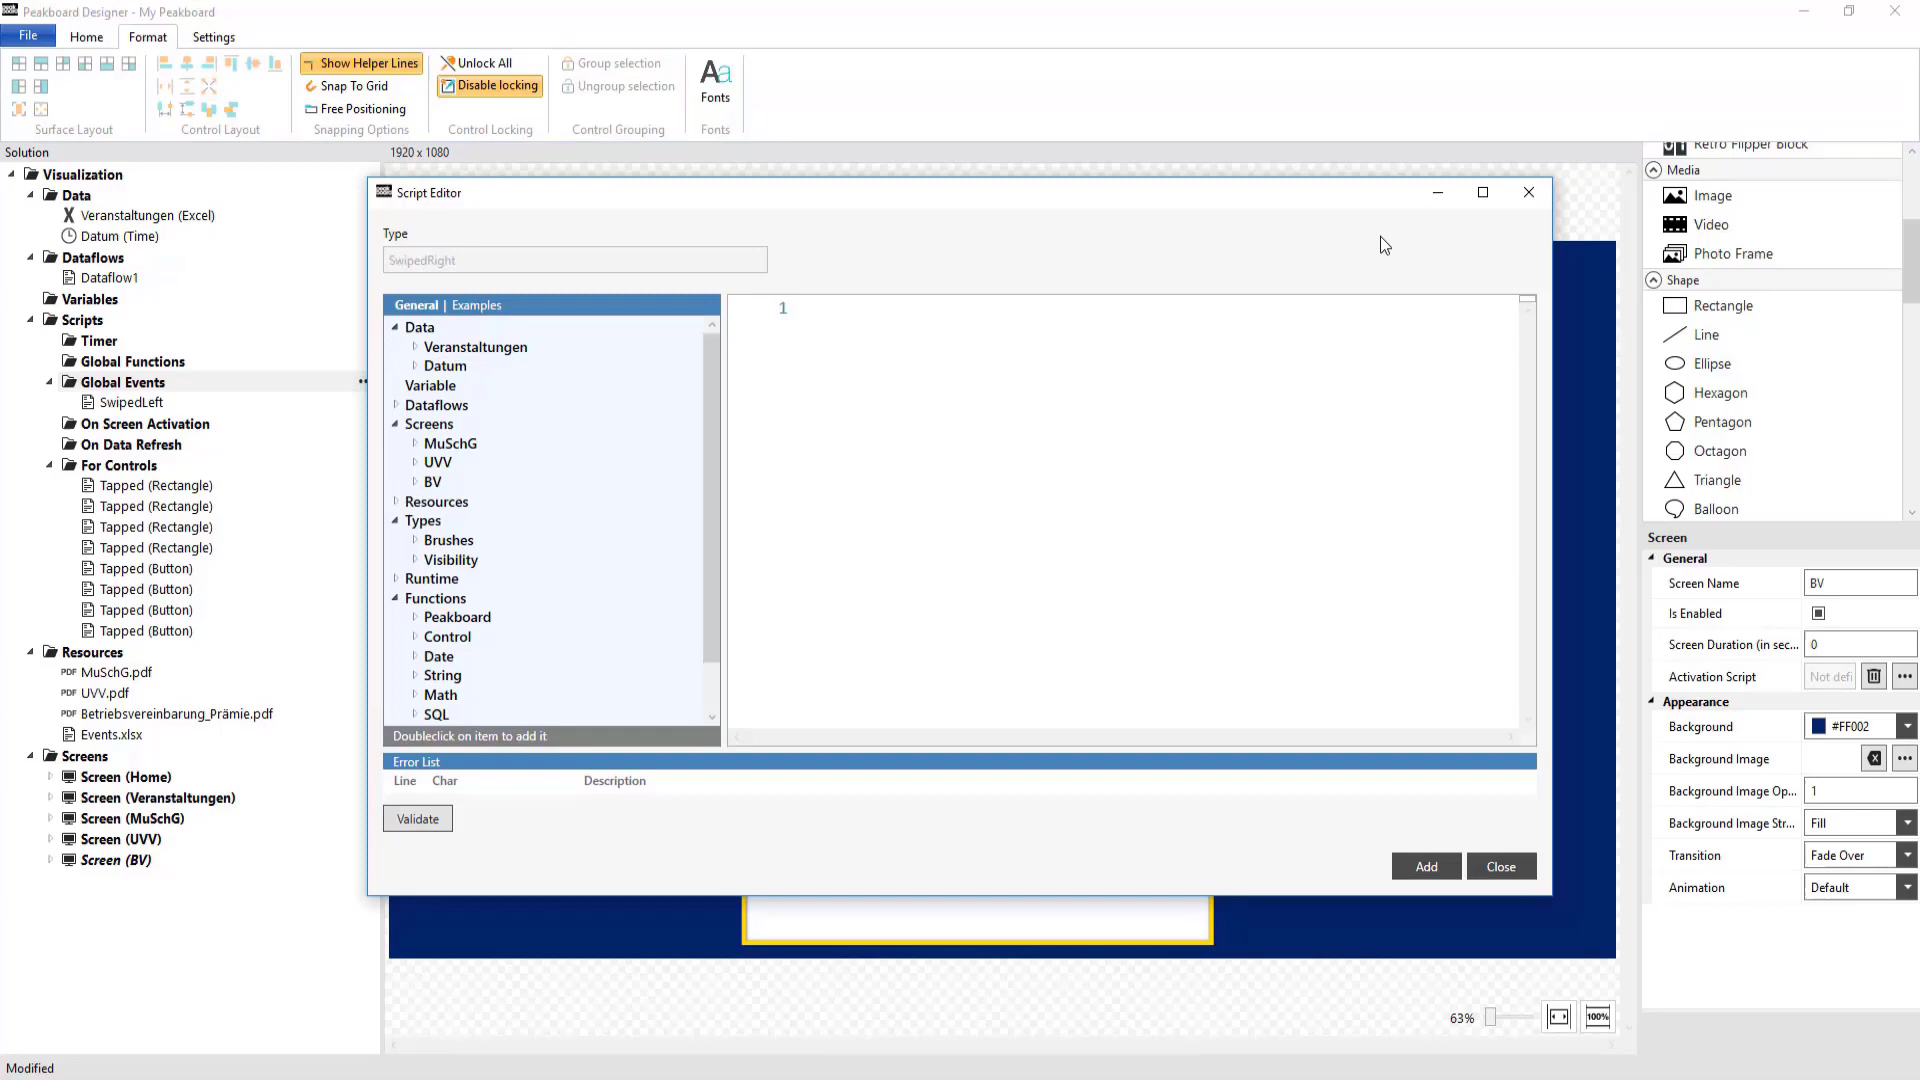 Peakboard Designer - My Peakboard
File
Home
Format
Settings
Show Helper Lines
Snap To Grid
Free Positioning
Unlock All
Disable locking
Group selection
Ungroup selection
Fonts
Surface Layout
Control Layout
Snapping Options
Control Locking
Control Grouping
Fonts
Solution
1920 x 1080
Visualization
Data
Veranstaltungen (Excel)
Datum (Time)
Dataflows
Dataflow1
Variables
Scripts
Timer
Global Functions
Global Events
SwipedLeft
On Screen Activation
On Data Refresh
For Controls
Tapped (Rectangle)
Tapped (Rectangle)
Tapped (Rectangle)
Tapped (Rectangle)
Tapped (Button)
Tapped (Button)
Tapped (Button)
Tapped (Button)
Resources
PDF MuSchG.pdf
PDF UVV.pdf
PDF Betriebsvereinbarung_Prämie.pdf
Events.xlsx
Screens
Screen (Home)
Screen (Veranstaltungen)
Screen (MuSchG)
Screen (UVV)
Screen (BV)
Script Editor
Type
SwipedRight
General | Examples
Data
Veranstaltungen
Datum
Variable
Dataflows
Screens
MuSchG
UVV
BV
Resources
Types
Brushes
Visibility
Runtime
Functions
Peakboard
Control
Date
String
Math
SQL
Doubleclick on item to add it
1
Error List
Line Char Description
Validate
Add
Close
63%
100%
Retro Flipper Block
Media
Image
Video
Photo Frame
Shape
Rectangle
Line
Ellipse
Hexagon
Pentagon
Octagon
Triangle
Balloon
Screen
General
Screen Name BV
Is Enabled
Screen Duration (in sec... 0
Activation Script Not defi
Appearance
Background #FF002
Background Image
Background Image Op... 1
Background Image Str... Fill
Transition Fade Over
Animation Default
Modified